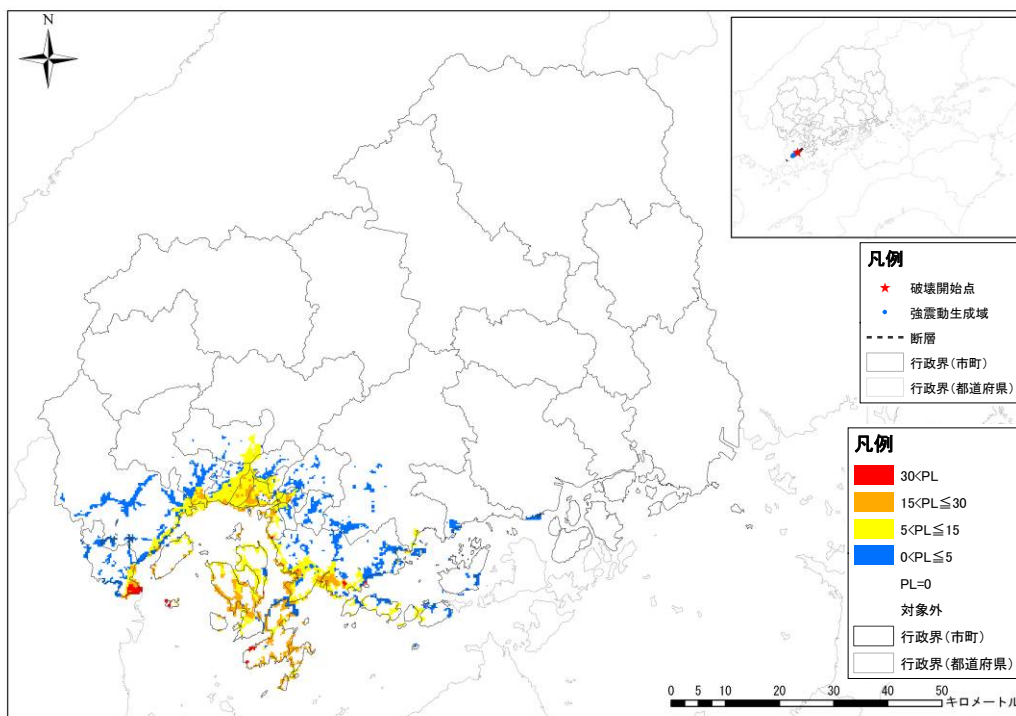 N
凡例
破壊開始点
強震動生成域
断層
行政界(市町)
行政界(都道府県)
凡例
30<PL
15<PL≦30
5<PL≦15
0<PL≦5
PL=0
対象外
行政界(市町)
行政界(都道府県)
0 5 10 20 30 40 50
キロメートル